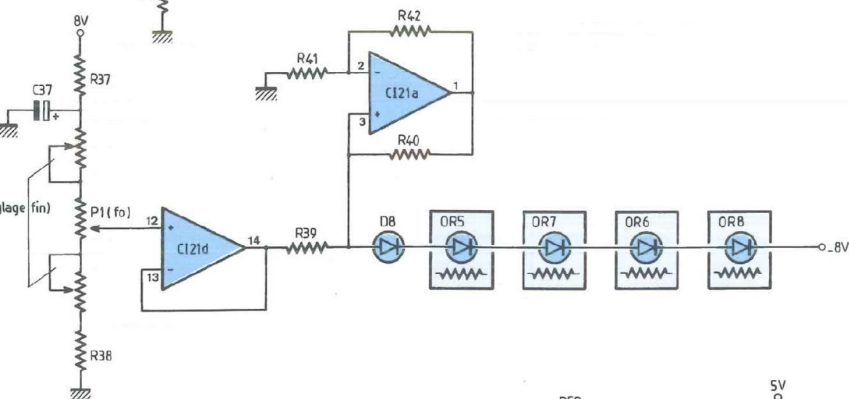 8V
R37
C37
+
R42
R41
2
-
CI21a
1
+
3
R40
glage fin)
P1(fo)
12
+
CI21d
14
-
13
R39
D8
OR5
OR7
OR6
OR8
_8V
R38
5V